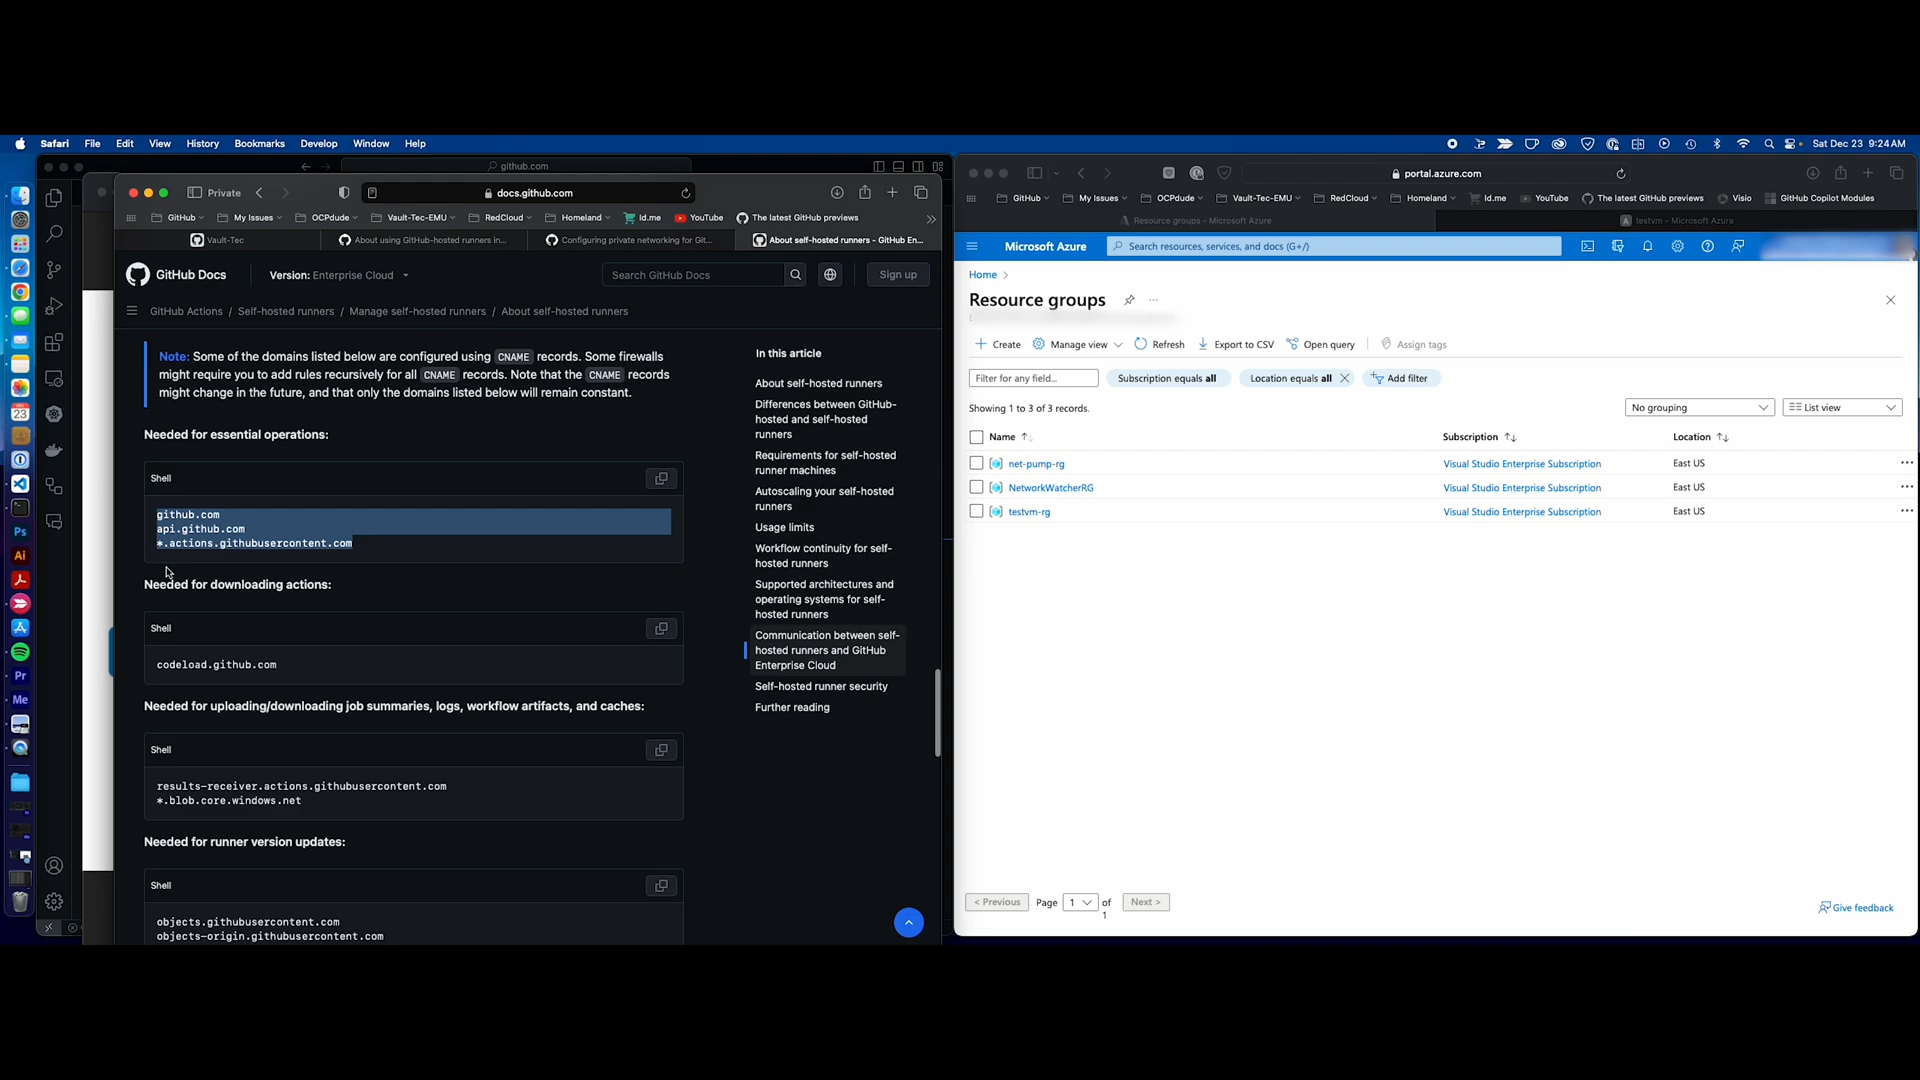 Safari File Edit View History Bookmarks Develop Window Help
Sat Dec 23 9:24AM
github.com
Private
docs.github.com
GitHub My Issues OCPdude Vault-Tec-EMU RedCloud Homeland Id.me YouTube The latest GitHub previews
Vault-Tec
About using GitHub-hosted runners in...
Configuring private networking for Git...
About self-hosted runners - GitHub En...
GitHub Docs
Version: Enterprise Cloud
Search GitHub Docs
Sign up
GitHub Actions / Self-hosted runners / Manage self-hosted runners / About self-hosted runners
Note: Some of the domains listed below are configured using CNAME records. Some firewalls
might require you to add rules recursively for all CNAME records. Note that the CNAME records
might change in the future, and that only the domains listed below will remain constant.
Needed for essential operations:
Shell
github.com
api.github.com
*.actions.githubusercontent.com
Needed for downloading actions:
Shell
codeload.github.com
Needed for uploading/downloading job summaries, logs, workflow artifacts, and caches:
Shell
results-receiver.actions.githubusercontent.com
*.blob.core.windows.net
Needed for runner version updates:
Shell
objects.githubusercontent.com
objects-origin.githubusercontent.com
In this article
About self-hosted runners
Differences between GitHub-
hosted and self-hosted
runners
Requirements for self-hosted
runner machines
Autoscaling your self-hosted
runners
Usage limits
Workflow continuity for self-
hosted runners
Supported architectures and
operating systems for self-
hosted runners
Communication between self-
hosted runners and GitHub
Enterprise Cloud
Self-hosted runner security
Further reading
portal.azure.com
GitHub My Issues OCPdude Vault-Tec-EMU RedCloud Homeland Id.me YouTube The latest GitHub previews Visio GitHub Copilot Modules
Resource groups - Microsoft Azure
testvm - Microsoft Azure
Microsoft Azure
Search resources, services, and docs (G+/)
Home >
Resource groups
Create Manage view Refresh Export to CSV Open query Assign tags
Filter for any field...
Subscription equals all
Location equals all
Add filter
Showing 1 to 3 of 3 records.
No grouping
List view
Name Subscription Location
net-pump-rg Visual Studio Enterprise Subscription East US
NetworkWatcherRG Visual Studio Enterprise Subscription East US
testvm-rg Visual Studio Enterprise Subscription East US
< Previous Page 1 of 1 Next >
Give feedback
Ps
Ai
Pr
Me